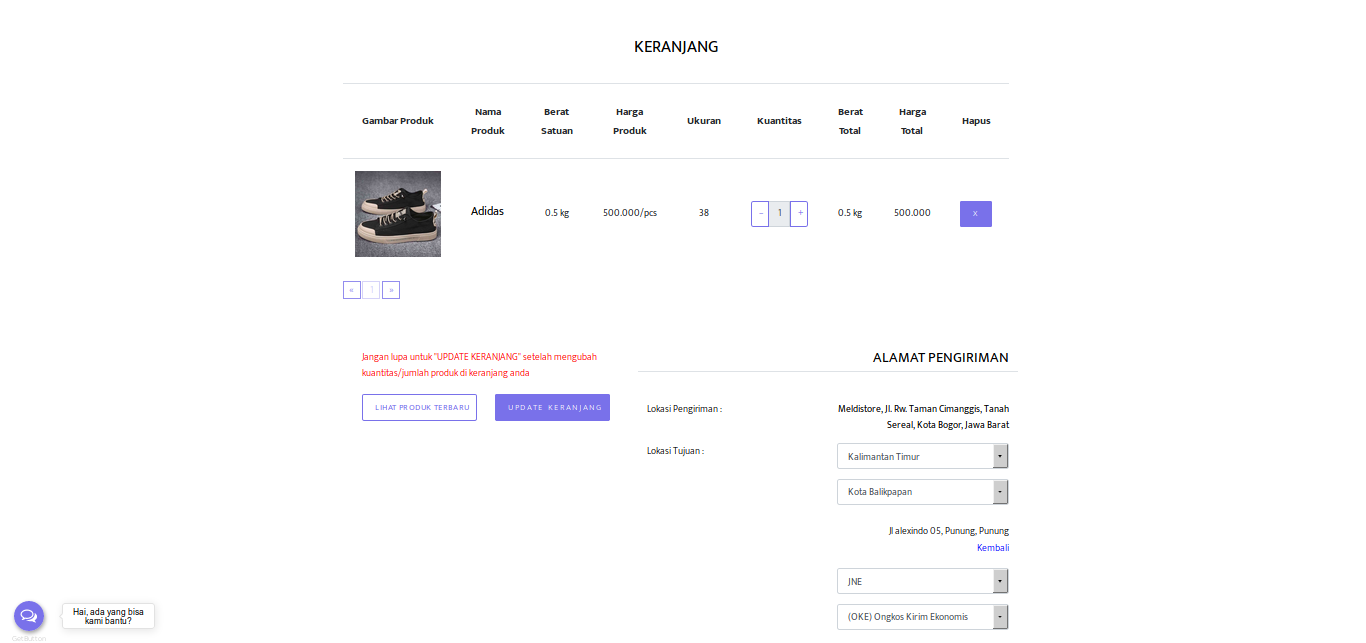 KERANJANG
Gambar Produk
Nama Produk
Berat Satuan
Harga Produk
Ukuran
Kuantitas
Berat Total
Harga Total
Hapus
Adidas
0.5 kg
500.000/pcs
38
- 1 +
0.5 kg
500.000
x
« 1 »
Jangan lupa untuk "UPDATE KERANJANG" setelah mengubah
kuantitas/jumlah produk di keranjang anda
LIHAT PRODUK TERBARU
UPDATE KERANJANG
ALAMAT PENGIRIMAN
Lokasi Pengiriman :
Meldistore, Jl. Rw. Taman Cimanggis, Tanah
Sereal, Kota Bogor, Jawa Barat
Lokasi Tujuan :
Kalimantan Timur
Kota Balikpapan
Jl alexindo 05, Punung, Punung
Kembali
JNE
(OKE) Ongkos Kirim Ekonomis
Hai, ada yang bisa
kami bantu?
GetButton